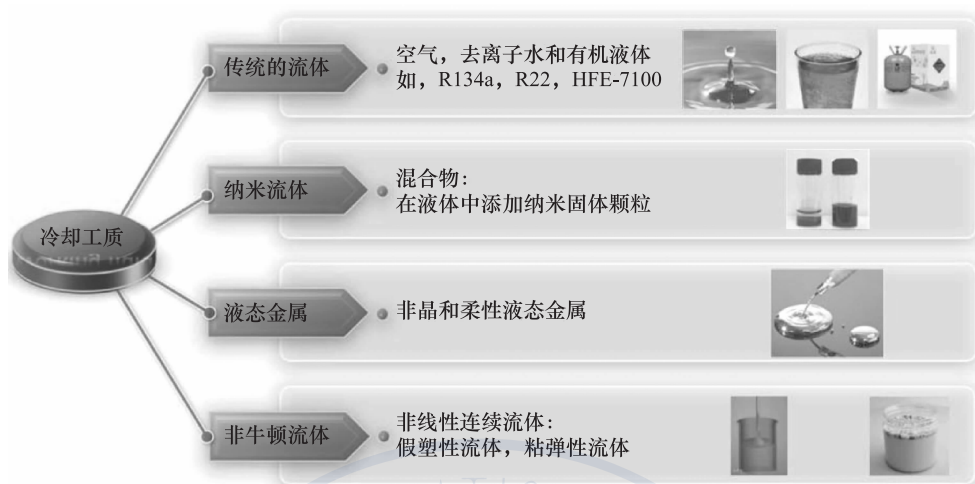 传统的流体
空气，去离子水和有机液体
如，R134a，R22，HFE-7100
纳米流体
混合物：
在液体中添加纳米固体颗粒
冷却工质
液态金属
非晶和柔性液态金属
非牛顿流体
非线性连续流体：
假塑性流体，粘弹性流体